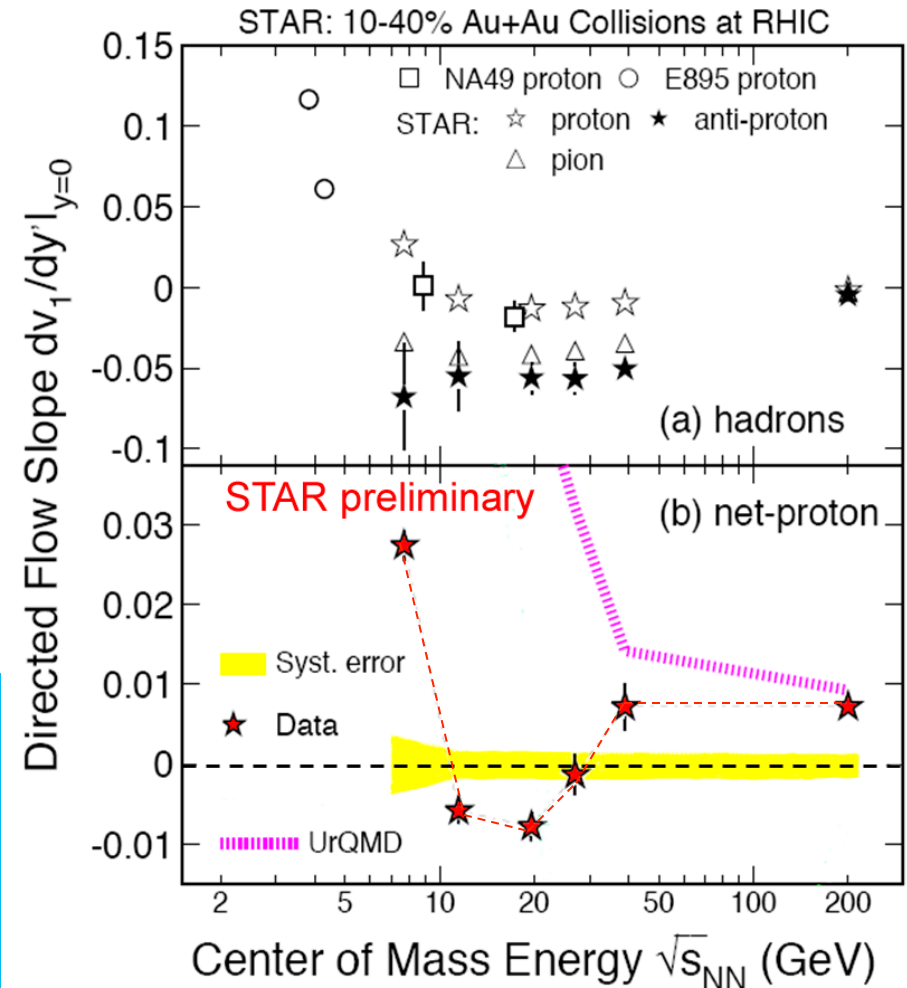 STAR: 10-40% Au+Au Collisions at RHIC
0.15
0.1
0.05
0
-0.05
-0.1
NA49 proton E895 proton
STAR: proton anti-proton
pion
(a) hadrons
Directed Flow Slope dv₁/dy'|y=0
STAR preliminary
(b) net-proton
0.03
0.02
0.01
0
-0.01
Syst. error
Data
UrQMD
2 5 10 20 50 100 200
Center of Mass Energy √sNN (GeV)